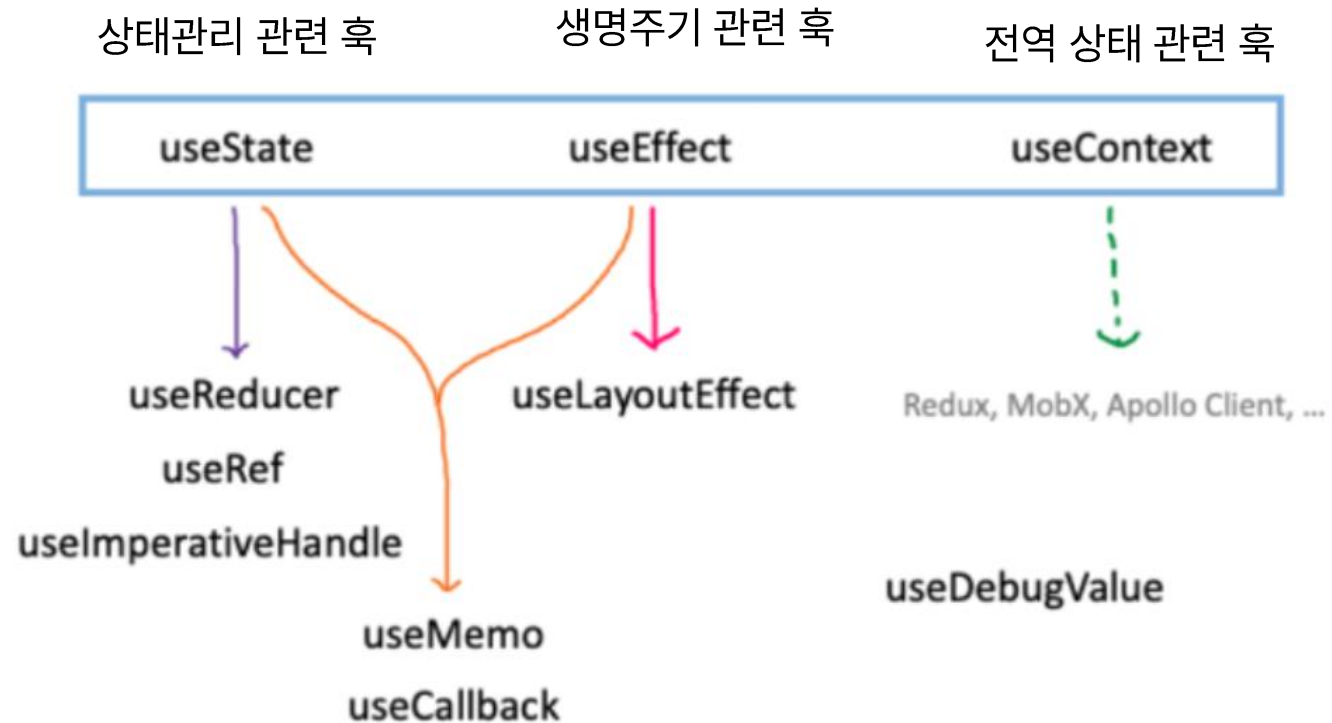 상태관리 관련 훅
생명주기 관련 훅
전역 상태 관련 훅
useState
useEffect
useContext
useReducer
useLayoutEffect
Redux, MobX, Apollo Client, ...
useRef
useImperativeHandle
useDebugValue
useMemo
useCallback